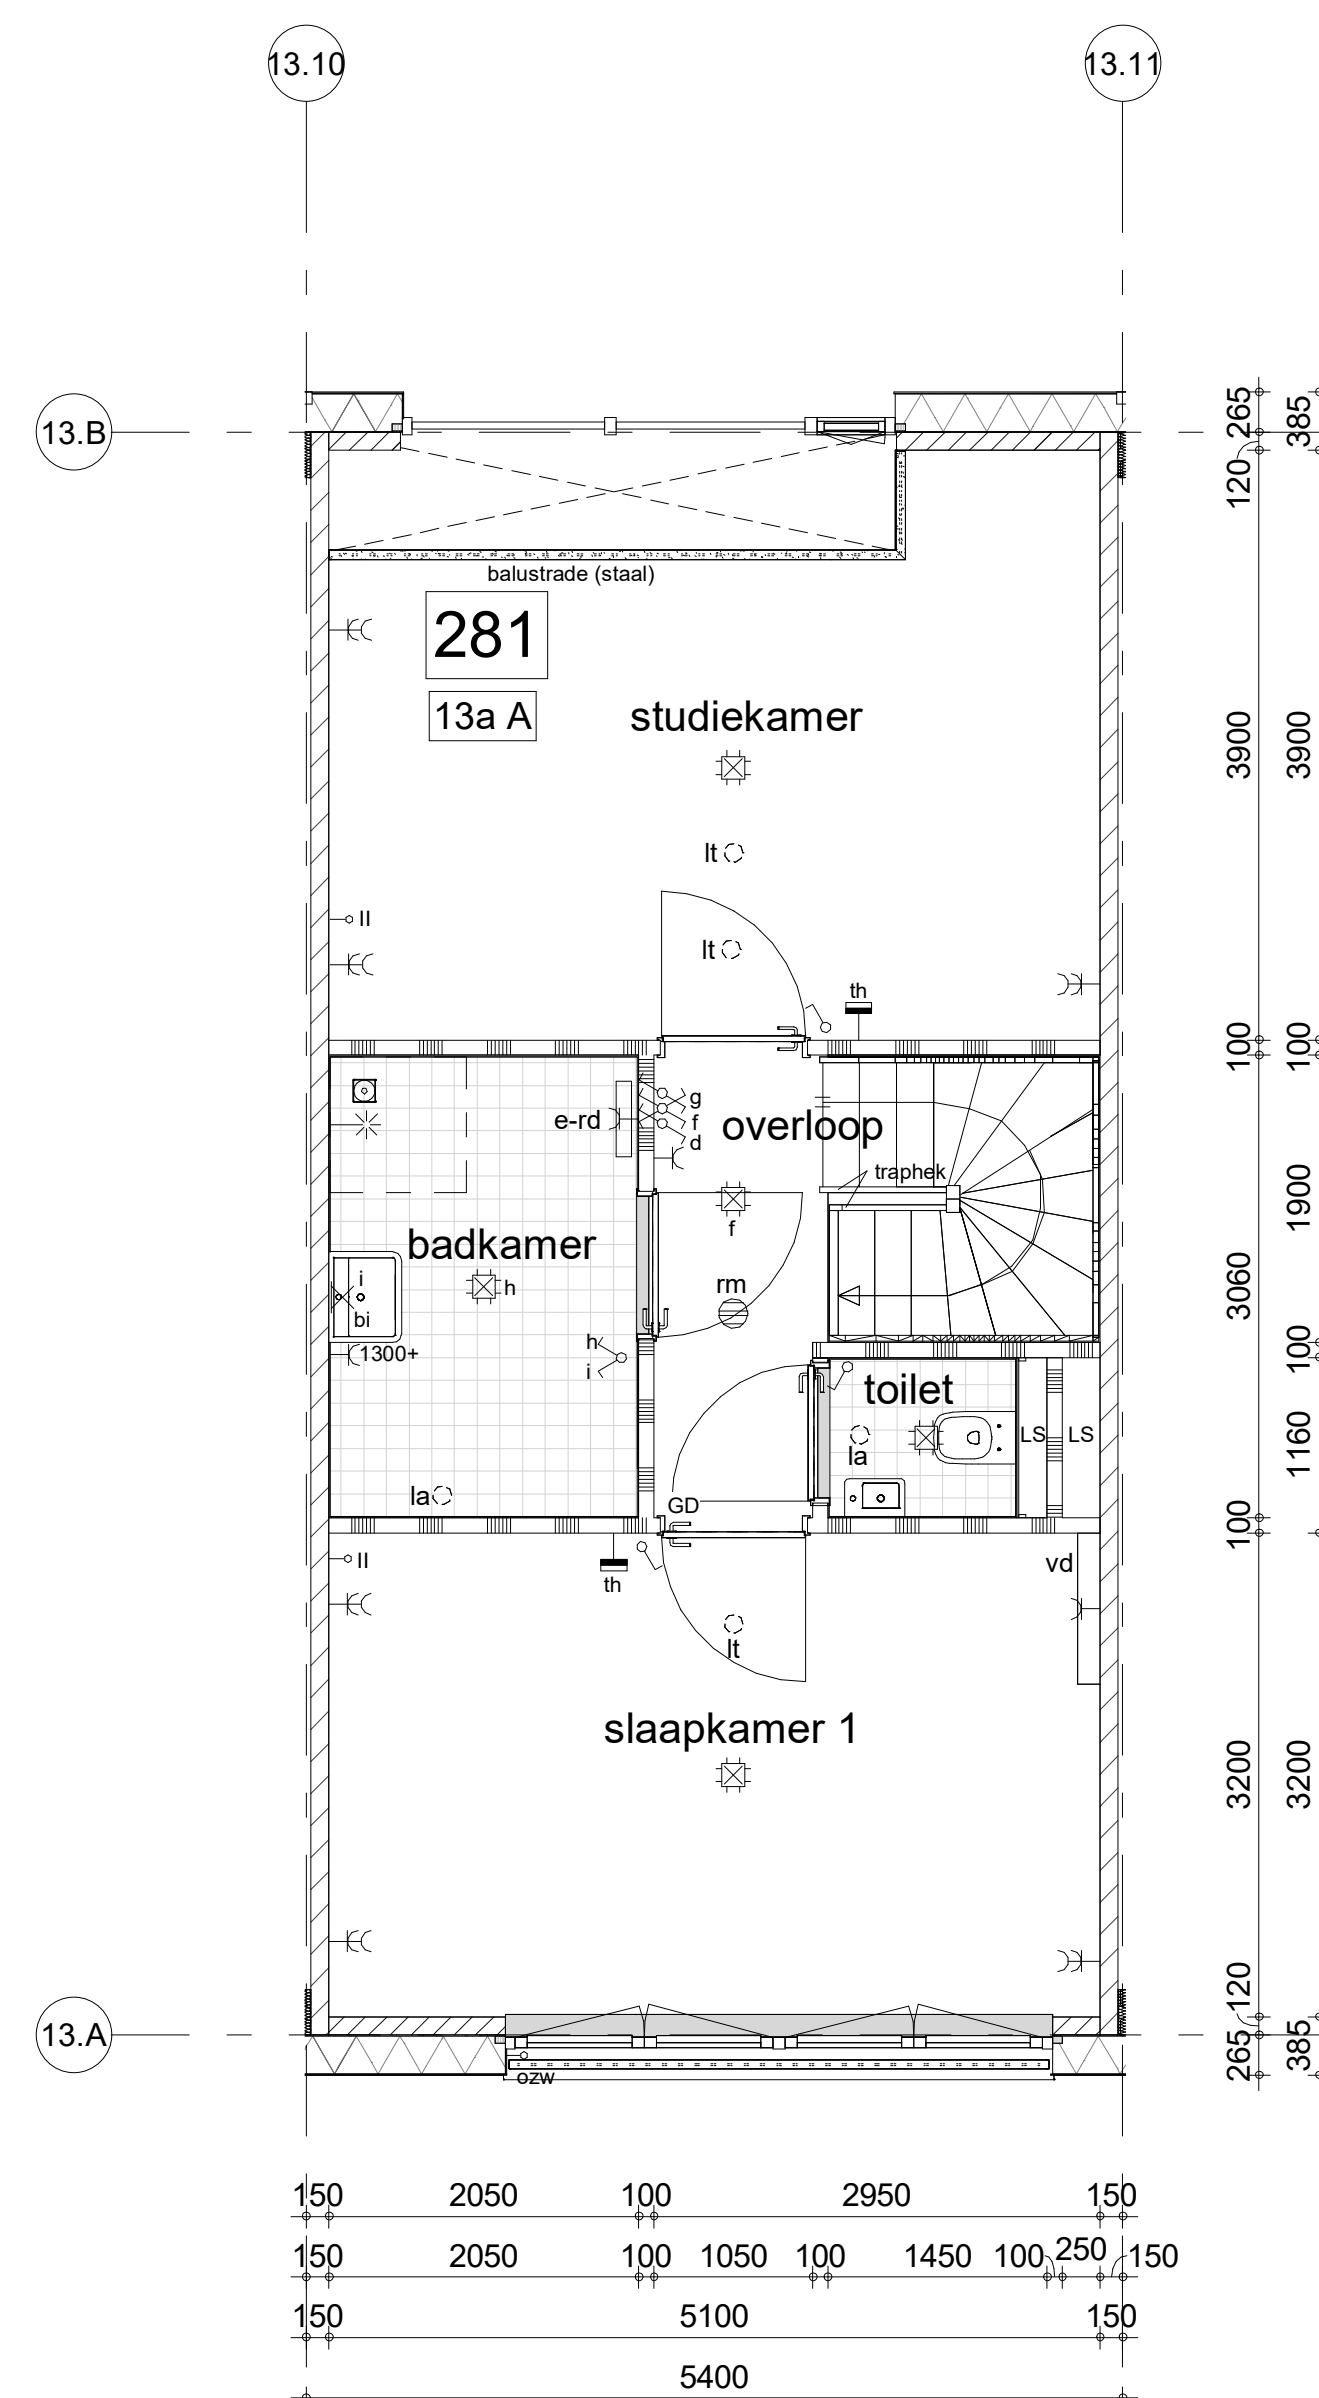 13.10
13.11
13.B
265
385
120
balustrade (staal)
281
13a A
studiekamer
3900
3900
lt
ll
lt
th
100
100
e-rd
g
f
d
overloop
traphek
1900
f
badkamer
h
i
bi
1300+
rm
3060
h
i
100
toilet
la
LS
LS
1160
la
GD
100
ll
th
vd
lt
slaapkamer 1
3200
3200
120
13.A
265
385
ozw
150 2050 100 2950 150
150 2050 100 1050 100 1450 100 250 150
150 5100 150
5400